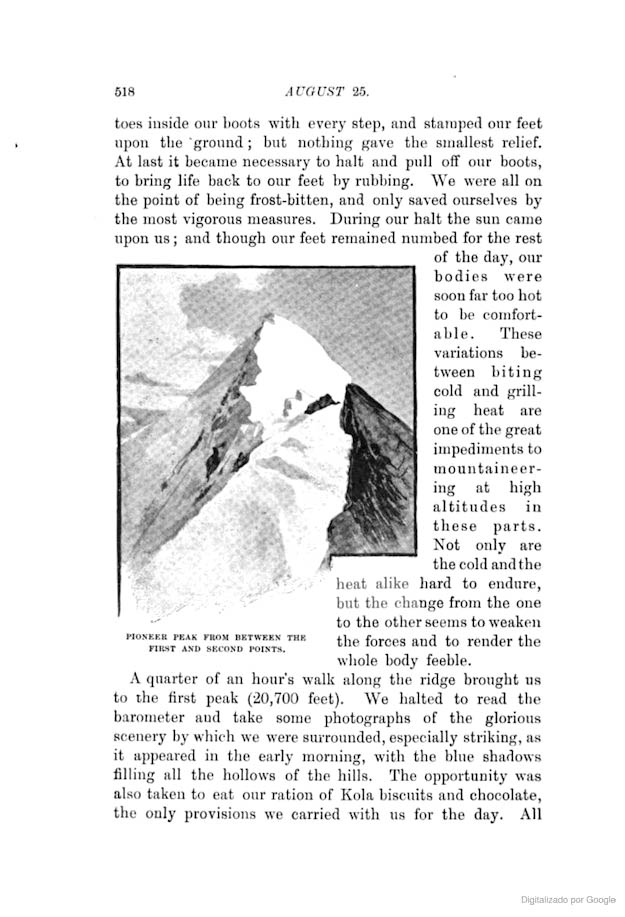 518
AUGUST 25.
toes inside our boots with every step, and stamped our feet
upon the ground; but nothing gave the smallest relief.
At last it became necessary to halt and pull off our boots,
to bring life back to our feet by rubbing. We were all on
the point of being frost-bitten, and only saved ourselves by
the most vigorous measures. During our halt the sun came
upon us; and though our feet remained numbed for the rest
of the day, our
bodies were
soon far too hot
to be comfort-
able. These
variations be-
tween biting
cold and grill-
ing heat are
one of the great
impediments to
mountaineer-
ing at high
altitudes in
these parts.
Not only are
the cold and the
heat alike hard to endure,
but the change from the one
to the other seems to weaken
the forces and to render the
whole body feeble.
PIONEER PEAK FROM BETWEEN THE
FIRST AND SECOND POINTS.
A quarter of an hour's walk along the ridge brought us
to the first peak (20,700 feet). We halted to read the
barometer and take some photographs of the glorious
scenery by which we were surrounded, especially striking, as
it appeared in the early morning, with the blue shadows
filling all the hollows of the hills. The opportunity was
also taken to eat our ration of Kola biscuits and chocolate,
the only provisions we carried with us for the day. All
Digitalizado por Google